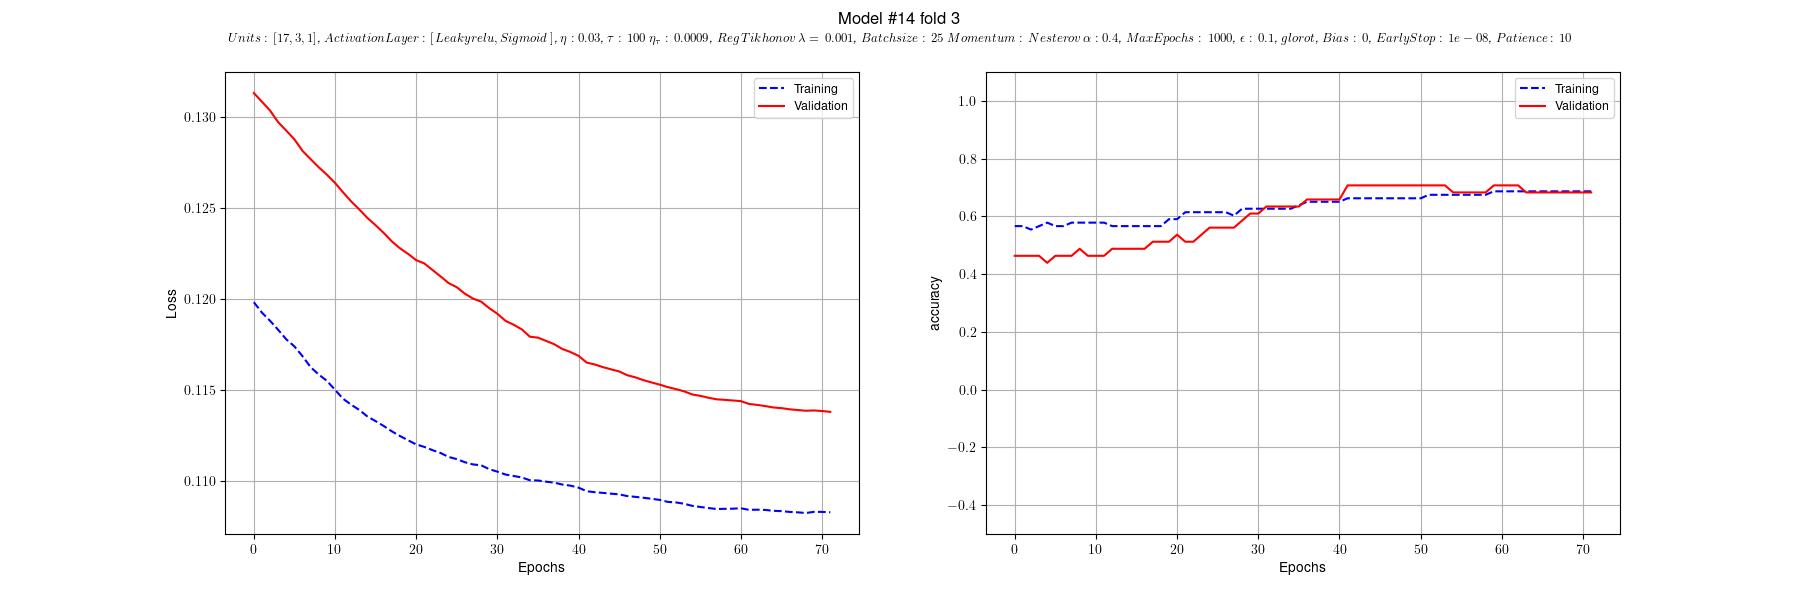 Model #14 fold 3
Units : [17, 3, 1], ActivationLayer : [Leakyrelu, Sigmoid ], η : 0.03, τ : 100 ητ : 0.0009, RegTikhonov λ = 0.001, Batchsize : 25 Momentum : Nesterov α : 0.4, MaxEpochs : 1000, ϵ : 0.1, glorot, Bias : 0, EarlyStop : 1e − 08, Patience : 10
Training
Validation
0.130
0.125
0.120
0.115
0.110
Loss
0 10 20 30 40 50 60 70
Epochs
Training
Validation
1.0
0.8
0.6
0.4
0.2
0.0
−0.2
−0.4
accuracy
0 10 20 30 40 50 60 70
Epochs